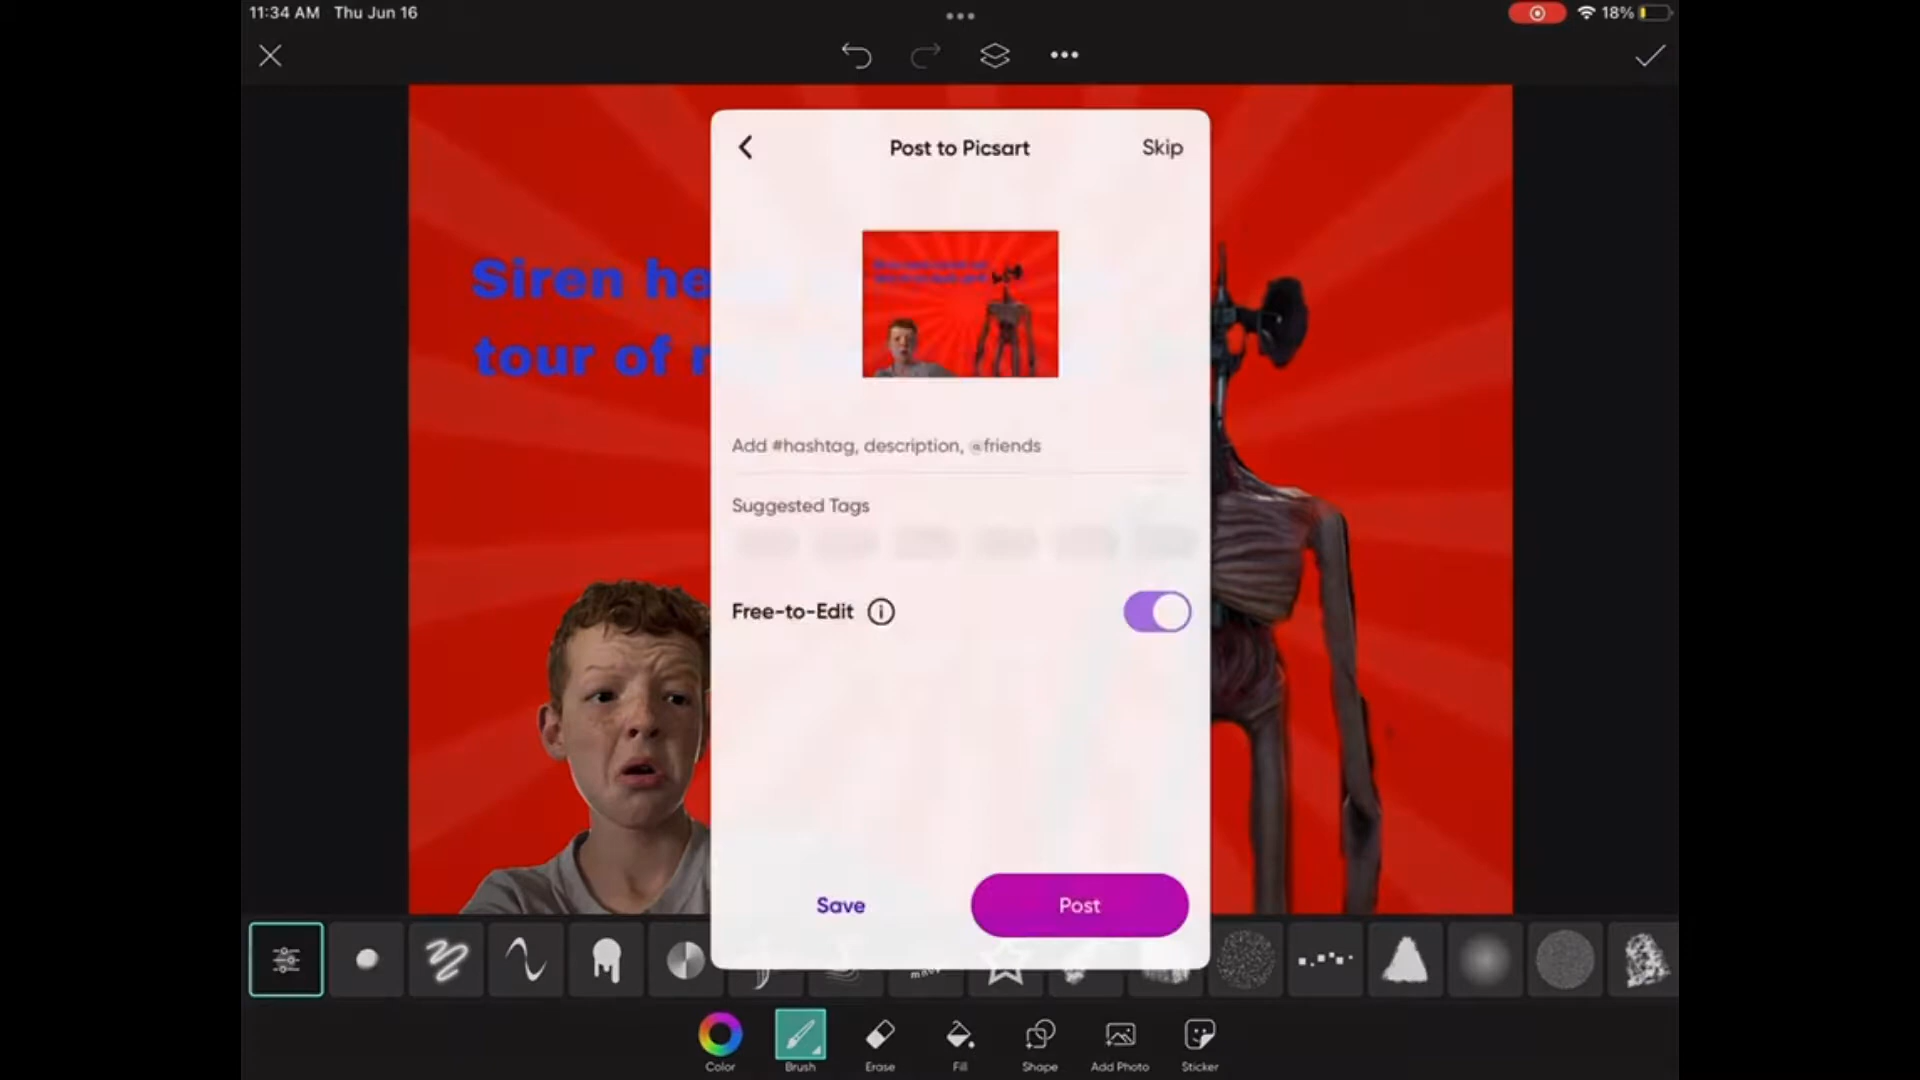 11:34 AM Thu Jun 16
18%
Post to Picsart
Skip
Siren he
tour of
Add #hashtag, description, @friends
Suggested Tags
Free-to-Edit
Save
Post
Color
Brush
Erase
Fill
Shape
Add Photo
Sticker